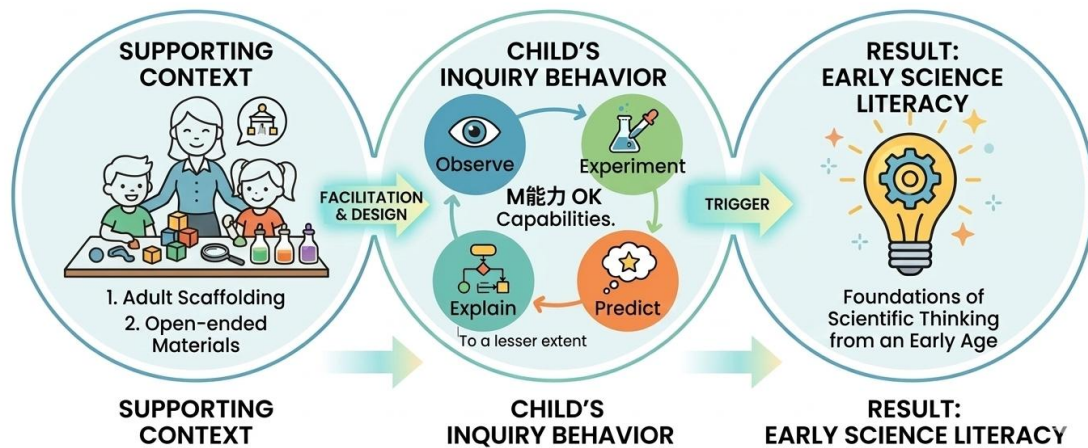 SUPPORTING
CONTEXT
1. Adult Scaffolding
2. Open-ended
Materials
FACILITATION
& DESIGN
CHILD'S
INQUIRY BEHAVIOR
Observe
Experiment
M能力 OK
Capabilities.
Explain
Predict
To a lesser extent
TRIGGER
RESULT:
EARLY SCIENCE
LITERACY
Foundations of
Scientific Thinking
from an Early Age
SUPPORTING
CONTEXT
CHILD'S
INQUIRY BEHAVIOR
RESULT:
EARLY SCIENCE LITERACY